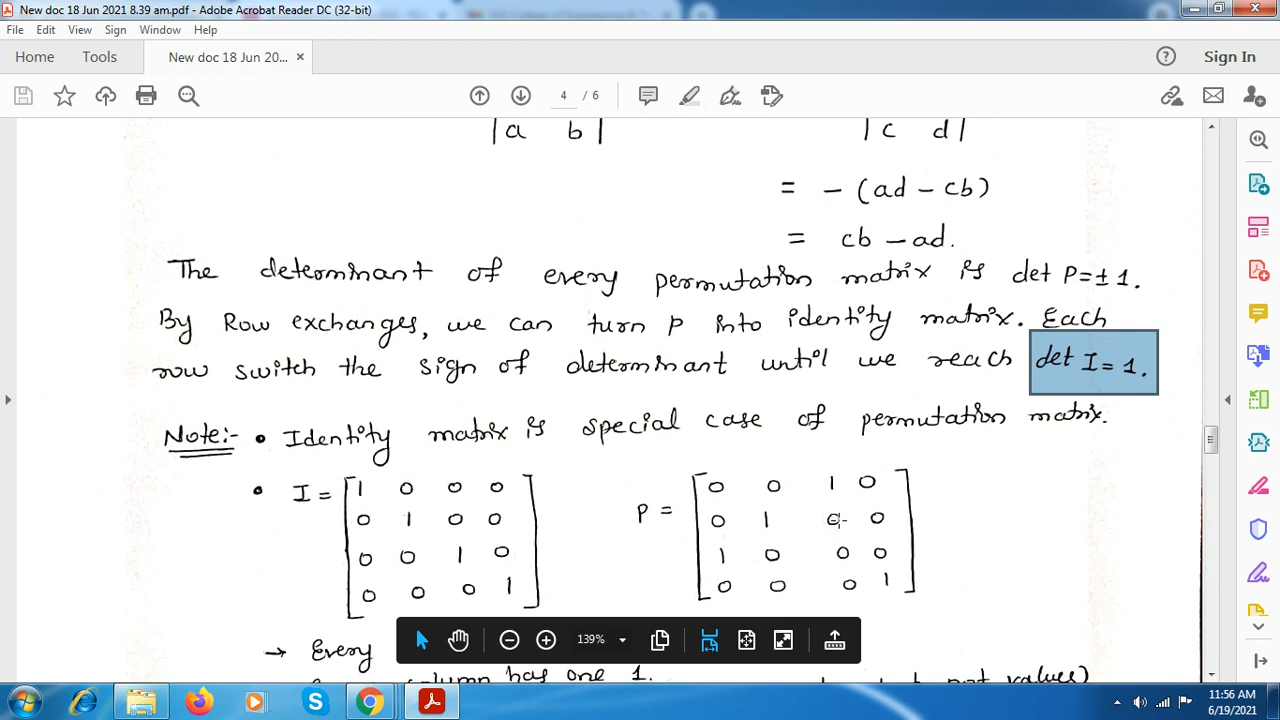 New doc 18 Jun 2021 8.39 am.pdf - Adobe Acrobat Reader DC (32-bit)
File Edit View Sign Window Help
Home Tools New doc 18 Jun 20... × Sign In
4 / 6
|a b| |c d|
= - (ad - cb)
= cb - ad.
The determinant of every permutation matrix is det P = ± 1.
By Row exchanges, we can turn P into identity matrix. Each
row switch the sign of determinant until we reach det I = 1.
Note:- • Identity matrix is special case of permutation matrix.
• I = [1 0 0 0 P = [0 0 1 0
0 1 0 0 0 1 0 0
0 0 1 0 1 0 0 0
0 0 0 1] 0 0 0 1]
139%
→ Every
column has one 1. not values)
11:56 AM
6/19/2021